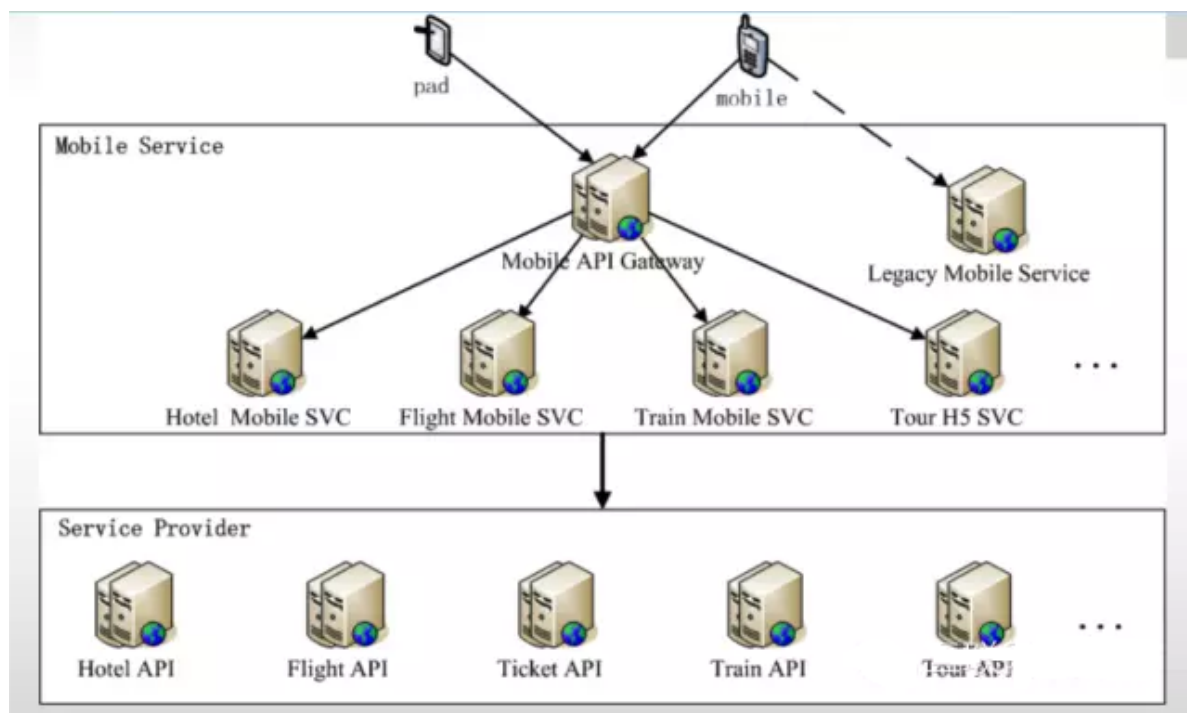 pad
mobile
Mobile Service
Mobile API Gateway
Legacy Mobile Service
Hotel Mobile SVC
Flight Mobile SVC
Train Mobile SVC
Tour H5 SVC
...
Service Provider
Hotel API
Flight API
Ticket API
Train API
Tour API
...